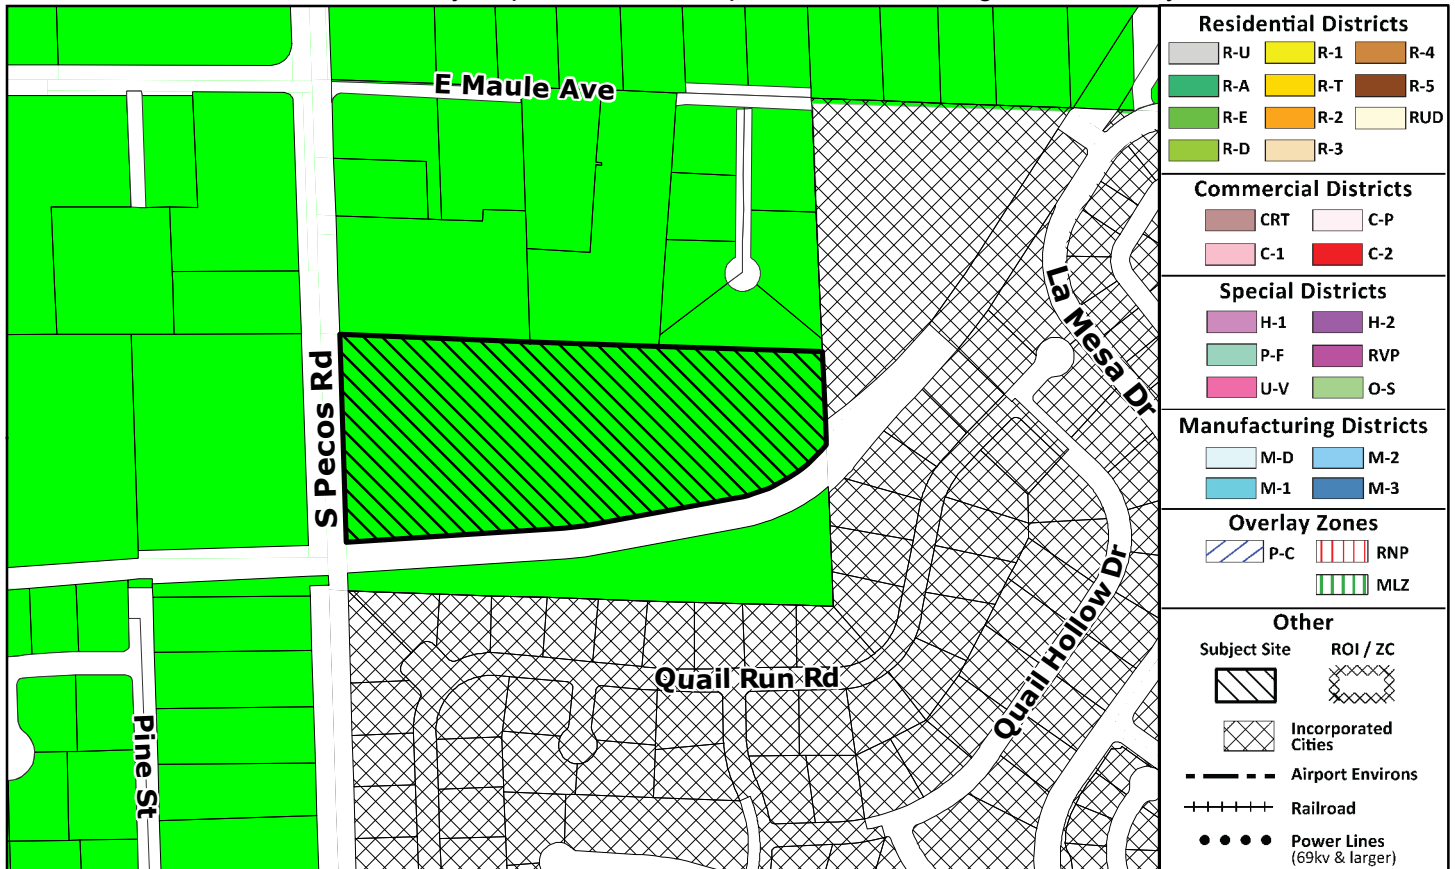 E Maule Ave
La Mesa Dr
S Pecos Rd
Quail Hollow Dr
Quail Run Rd
Pine St
Residential Districts
R-U
R-1
R-4
R-A
R-T
R-5
R-E
R-2
RUD
R-D
R-3
Commercial Districts
CRT
C-P
C-1
C-2
Special Districts
H-1
H-2
P-F
RVP
U-V
O-S
Manufacturing Districts
M-D
M-2
M-1
M-3
Overlay Zones
P-C
RNP
MLZ
Other
Subject Site
ROI / ZC
Incorporated
Cities
Airport Environs
Railroad
Power Lines
(69kv & larger)